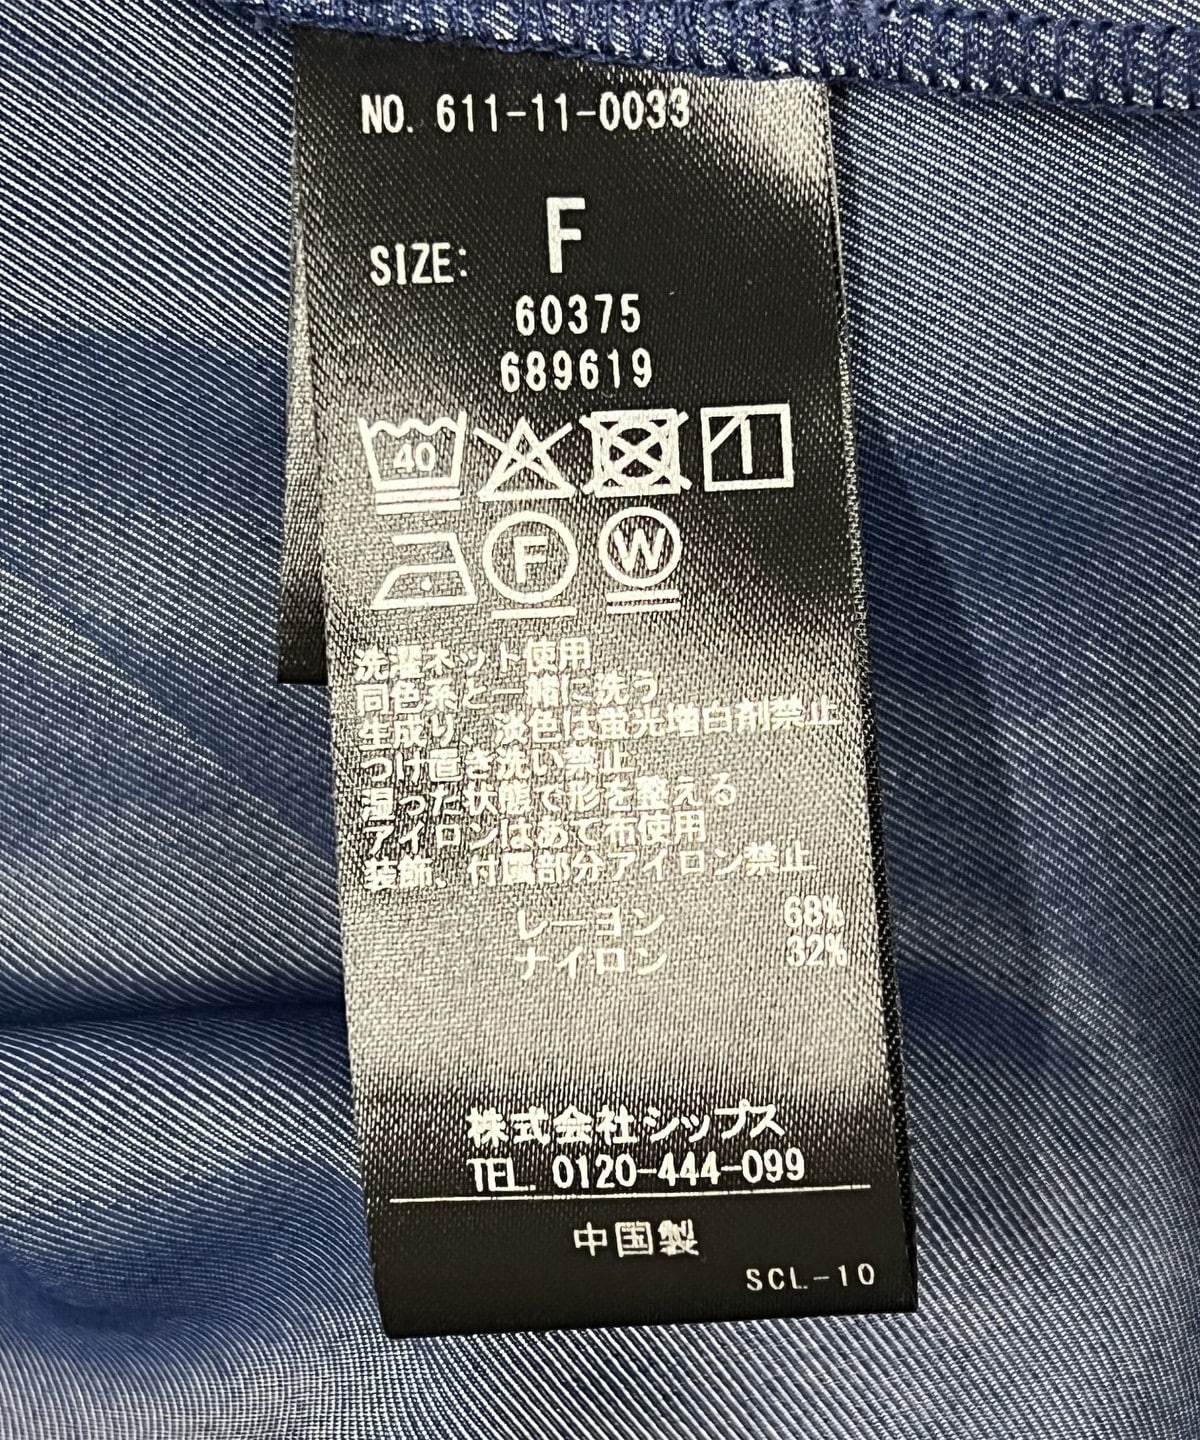 NO. 611-11-0033
SIZE: F
60375
689619
40
F W
洗濯ネット使用
同色系と一緒に洗う
生成り、淡色は蛍光増白剤禁止
つけ置き洗い禁止
湿った状態で形を整える
アイロンはあて布使用
装飾、付属部分アイロン禁止
レーヨン 68%
ナイロン 32%
株式会社シップス
TEL. 0120-444-099
中国製
SCL-10